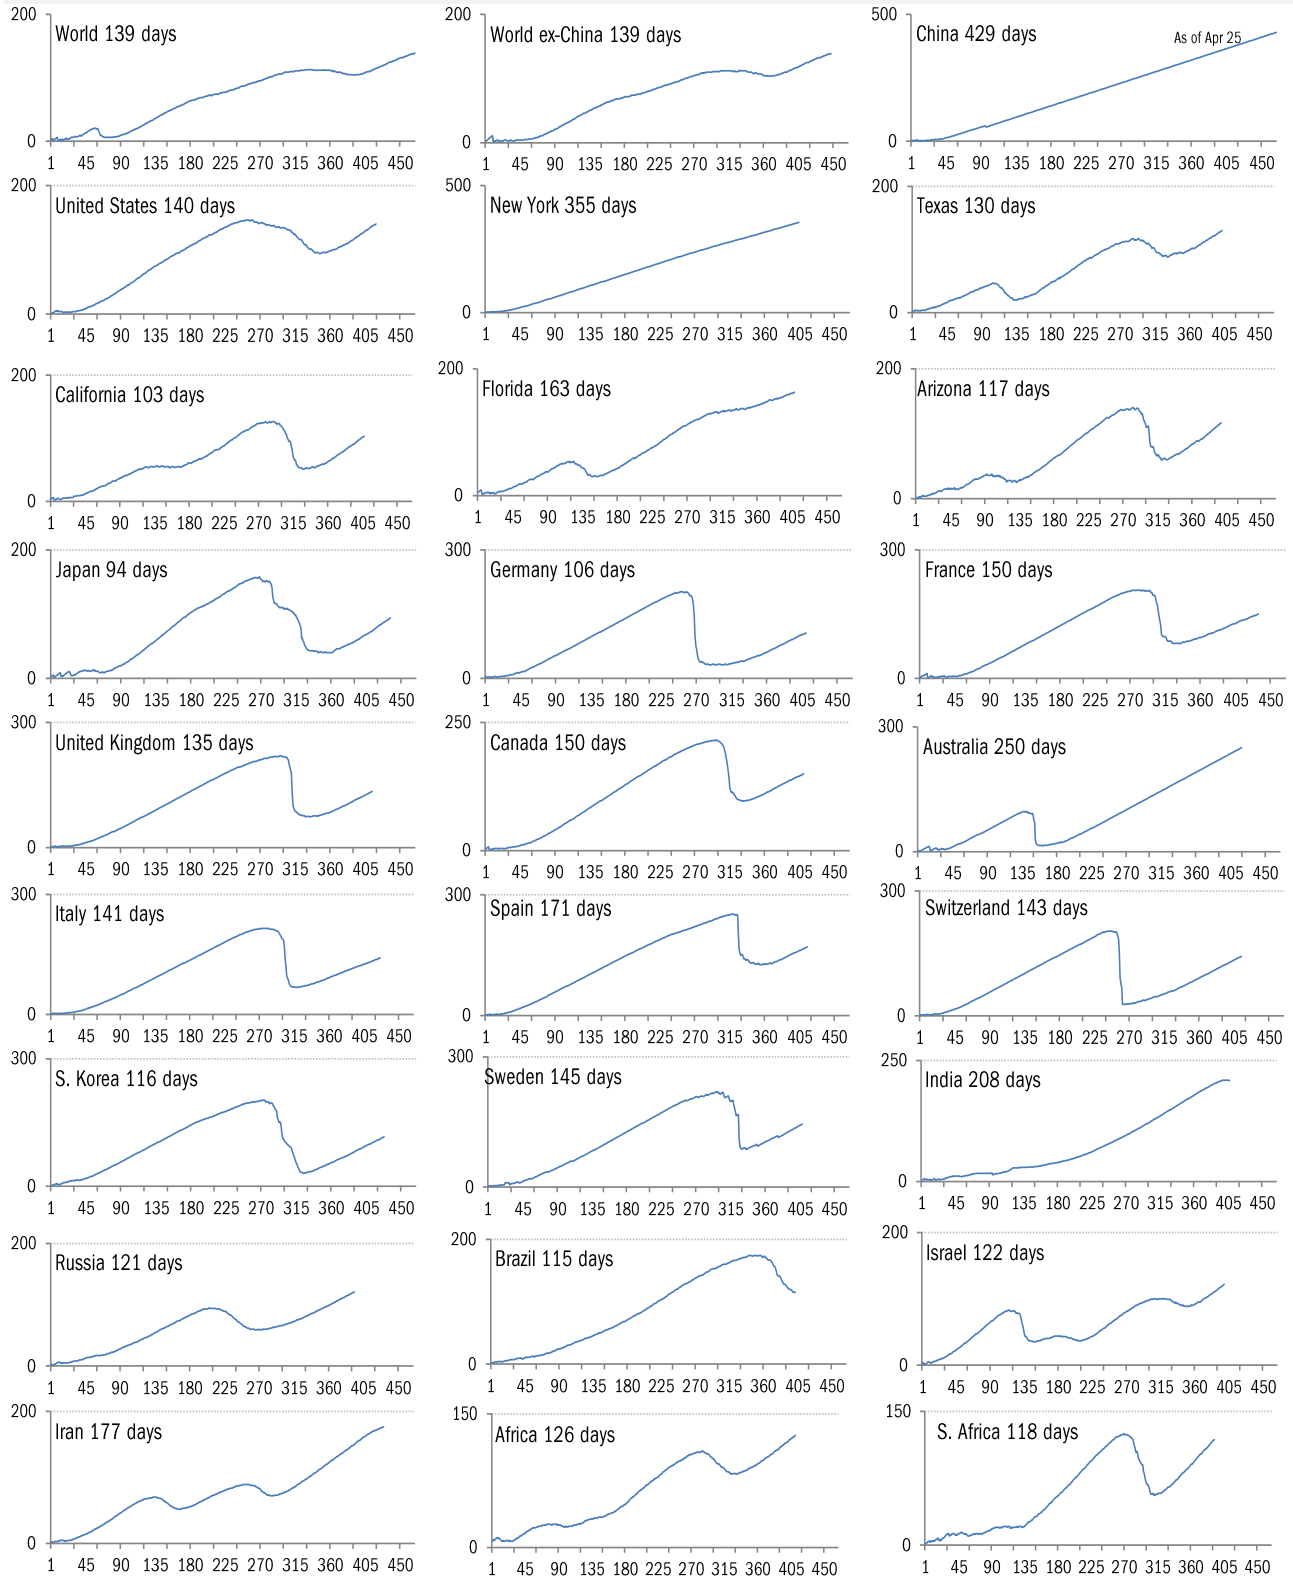 200
World 139 days
0
1 45 90 135 180 225 270 315 360 405 450
200
World ex-China 139 days
0
1 45 90 135 180 225 270 315 360 405 450
500
China 429 days
As of Apr 25
0
1 45 90 135 180 225 270 315 360 405 450
200
United States 140 days
0
1 45 90 135 180 225 270 315 360 405 450
500
New York 355 days
0
1 45 90 135 180 225 270 315 360 405 450
200
Texas 130 days
0
1 45 90 135 180 225 270 315 360 405 450
200
California 103 days
0
1 45 90 135 180 225 270 315 360 405 450
200
Florida 163 days
0
1 45 90 135 180 225 270 315 360 405 450
200
Arizona 117 days
0
1 45 90 135 180 225 270 315 360 405 450
200
Japan 94 days
0
1 45 90 135 180 225 270 315 360 405 450
300
Germany 106 days
0
1 45 90 135 180 225 270 315 360 405 450
300
France 150 days
0
1 45 90 135 180 225 270 315 360 405 450
300
United Kingdom 135 days
0
1 45 90 135 180 225 270 315 360 405 450
250
Canada 150 days
0
1 45 90 135 180 225 270 315 360 405 450
300
Australia 250 days
0
1 45 90 135 180 225 270 315 360 405 450
300
Italy 141 days
0
1 45 90 135 180 225 270 315 360 405 450
300
Spain 171 days
0
1 45 90 135 180 225 270 315 360 405 450
300
Switzerland 143 days
0
1 45 90 135 180 225 270 315 360 405 450
300
S. Korea 116 days
0
1 45 90 135 180 225 270 315 360 405 450
300
Sweden 145 days
0
1 45 90 135 180 225 270 315 360 405 450
250
India 208 days
0
1 45 90 135 180 225 270 315 360 405 450
200
Russia 121 days
0
1 45 90 135 180 225 270 315 360 405 450
200
Brazil 115 days
0
1 45 90 135 180 225 270 315 360 405 450
200
Israel 122 days
0
1 45 90 135 180 225 270 315 360 405 450
200
Iran 177 days
0
1 45 90 135 180 225 270 315 360 405 450
150
Africa 126 days
0
1 45 90 135 180 225 270 315 360 405 450
150
S. Africa 118 days
0
1 45 90 135 180 225 270 315 360 405 450